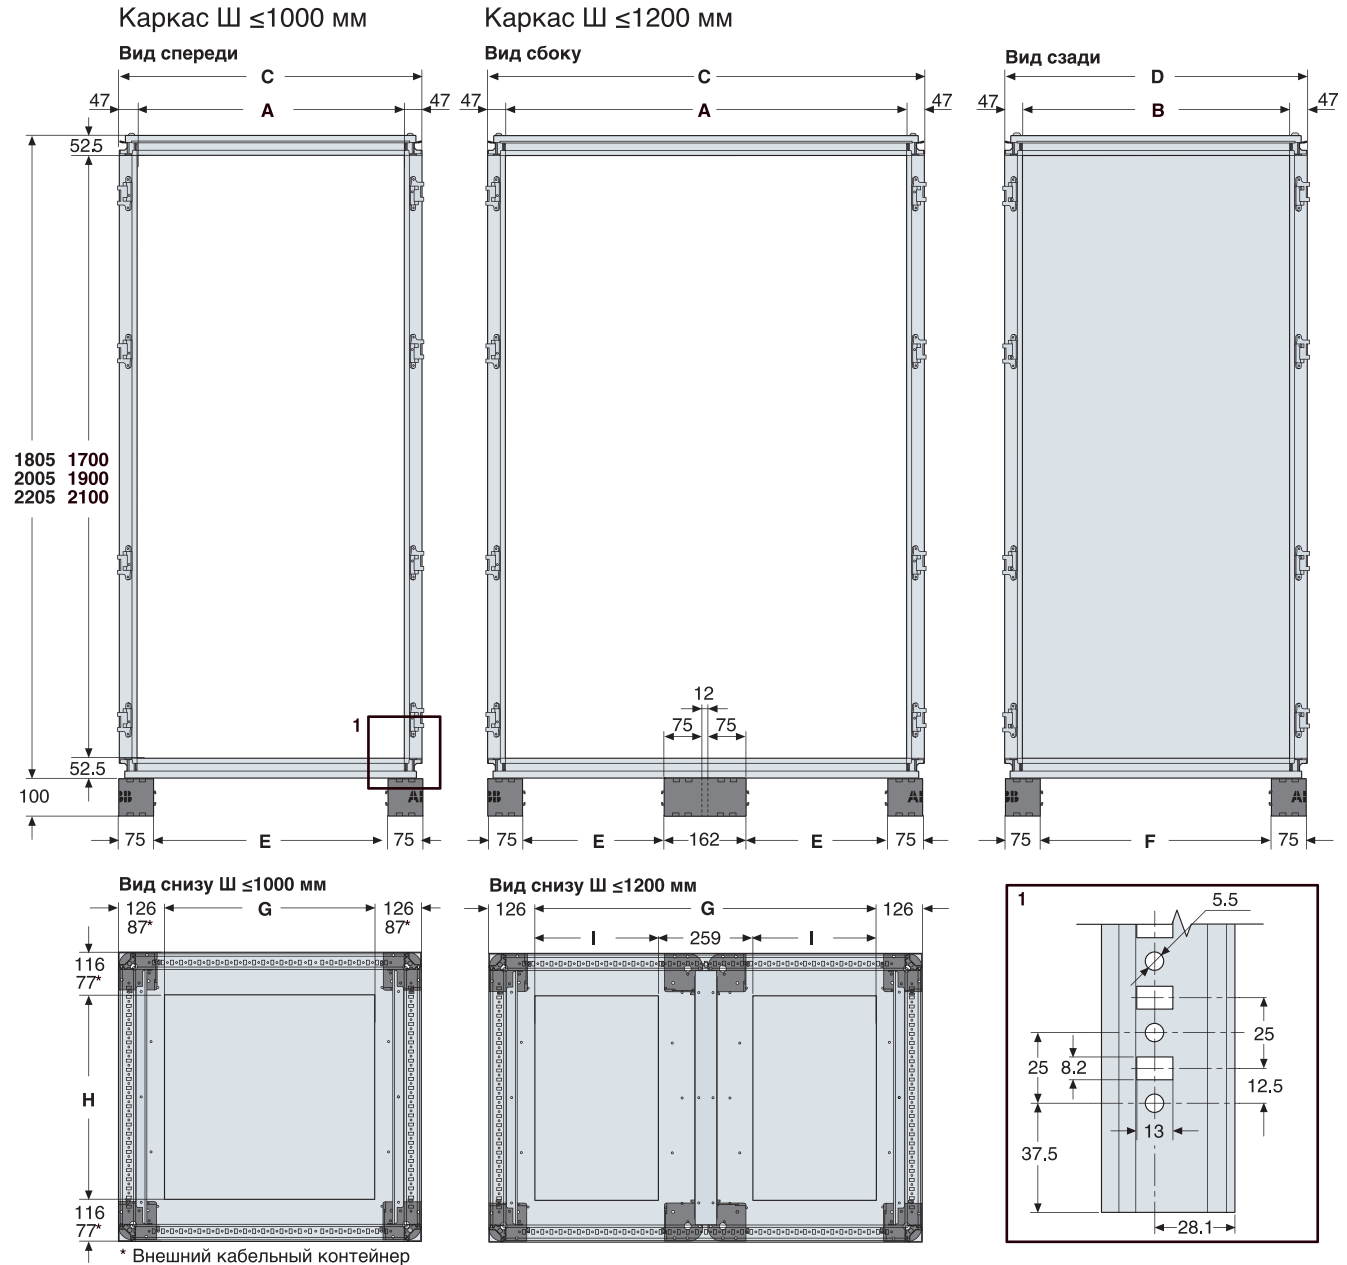 Каркас Ш ≤1000 мм
Каркас Ш ≤1200 мм
Вид спереди
Вид сбоку
Вид сзади
C
C
D
47
A
47
47
A
47
47
B
47
52.5
1805 1700
2005 1900
2205 2100
12
75
75
1
52.5
100
75
E
75
75
E
162
E
75
75
F
75
Вид снизу Ш ≤1000 мм
Вид снизу Ш ≤1200 мм
126
87*
G
126
87*
126
G
126
I
259
I
116
77*
H
116
77*
* Внешний кабельный контейнер
1
5.5
25
25
8.2
12.5
13
37.5
28.1